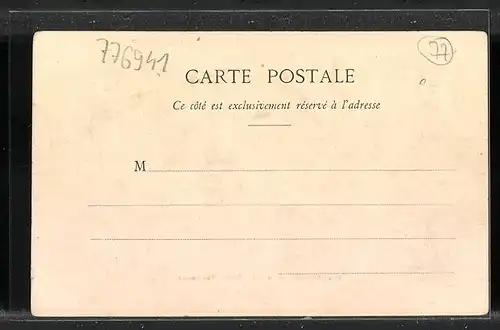 776941
77
CARTE POSTALE
Ce côté est exclusivement réservé à l'adresse
M